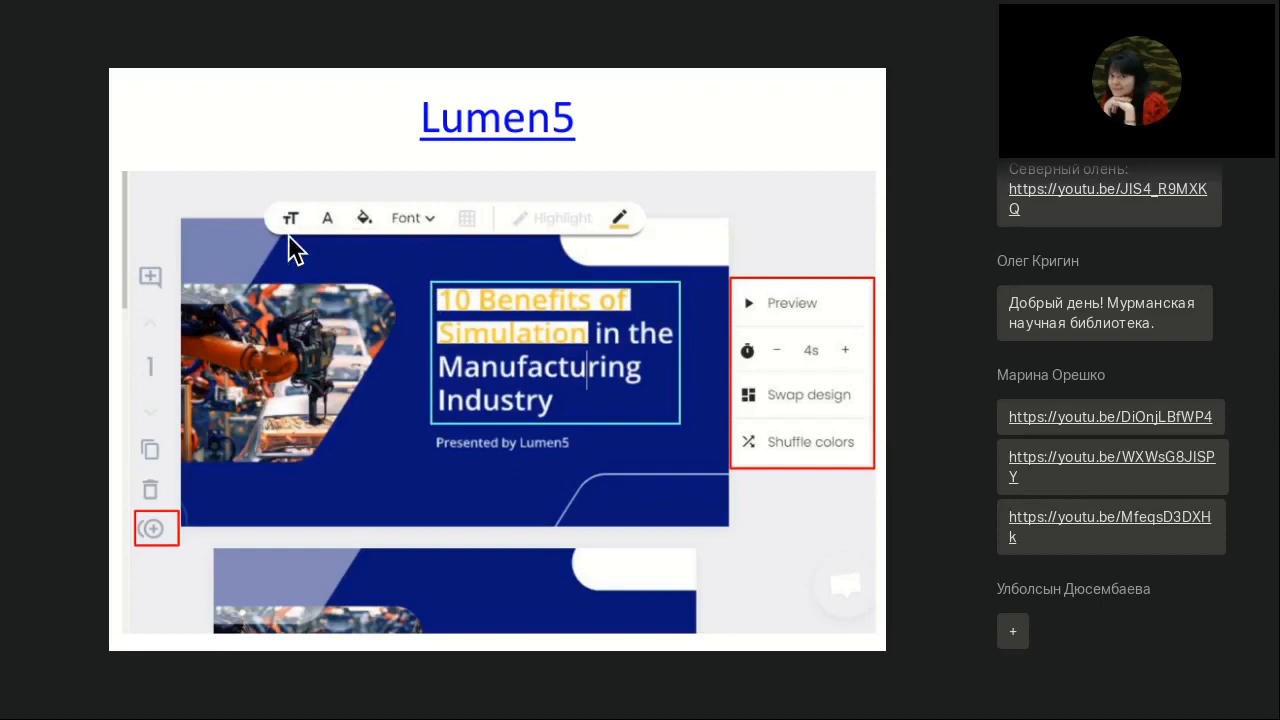 Lumen5
Font
Highlight
10 Benefits of
Simulation in the
Manufacturing
Industry
Presented by Lumen5
1
Preview
− 4s +
Swap design
Shuffle colors
Северный олень:
https://youtu.be/JIS4_R9MXK
Q
Олег Кригин
Добрый день! Мурманская
научная библиотека.
Марина Орешко
https://youtu.be/DiOnjLBfWP4
https://youtu.be/WXWsG8JISP
Y
https://youtu.be/MfeqsD3DXH
k
Улболсын Дюсембаева
+